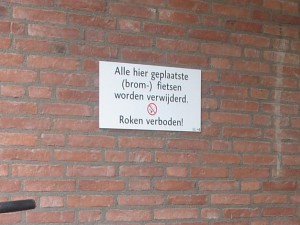 Alle hier geplaatste
(brom-) fietsen
worden verwijderd.
Roken verboden!